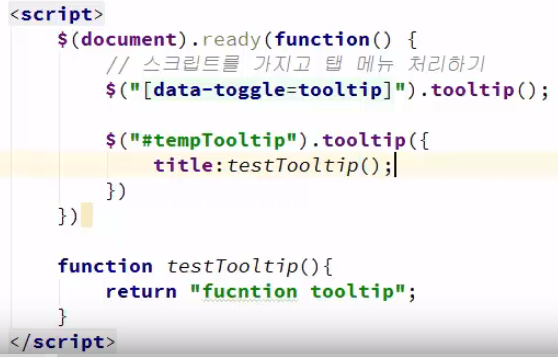 <script>
$(document).ready(function() {
// 스크립트를 가지고 탭 메뉴 처리하기
$("[data-toggle=tooltip]").tooltip();
$("#tempTooltip").tooltip({
title:testTooltip();
})
})
function testTooltip(){
return "fucntion tooltip";
}
</script>